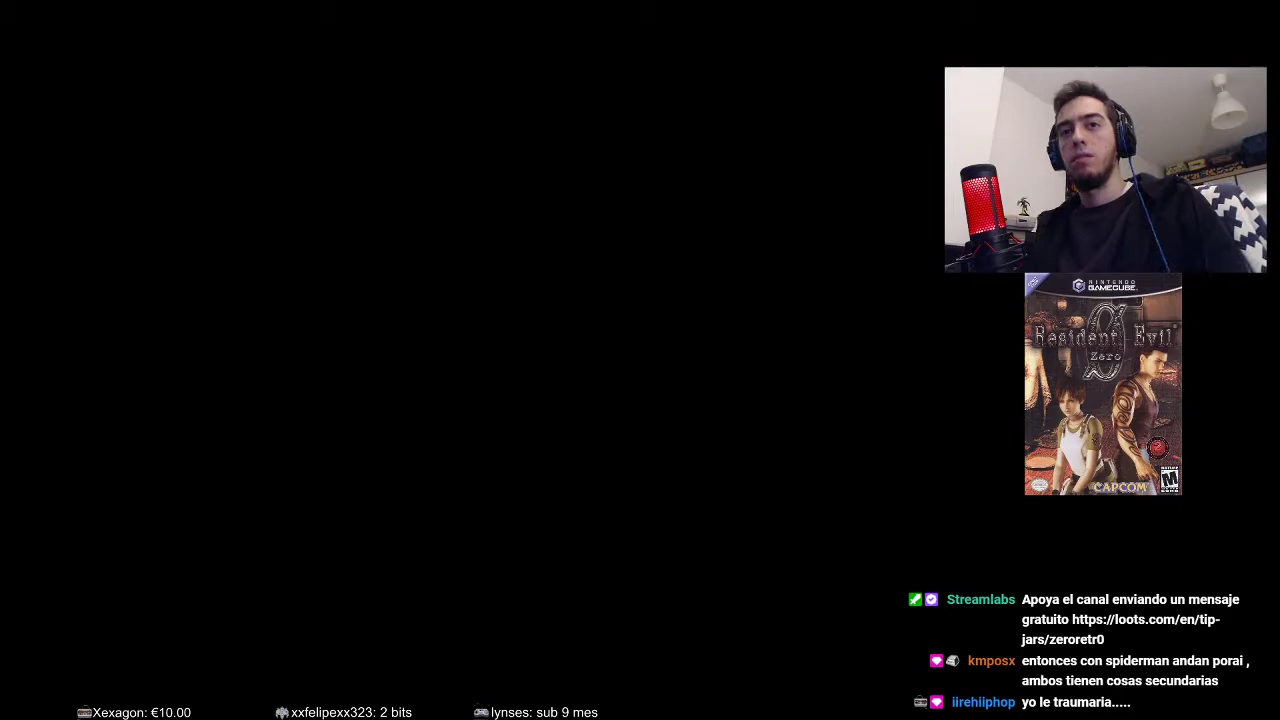 NINTENDO
GAMECUBE
Resident Evil
Zero
CAPCOM
M
Streamlabs Apoya el canal enviando un mensaje
gratuito https://loots.com/en/tip-
jars/zeroretr0
kmposx entonces con spiderman andan porai ,
ambos tienen cosas secundarias
iirehiiphop yo le traumaria.....
Xexagon: €10.00 xxfelipexx323: 2 bits lynses: sub 9 mes